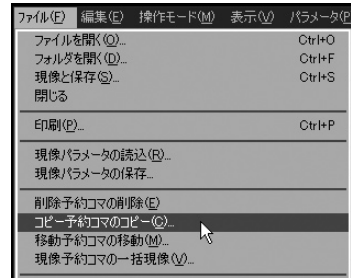 ファイル(F) 編集(E) 操作モード(M) 表示(V) パラメータ(P
ファイルを開く(O)... Ctrl+O
フォルダを開く(D)... Ctrl+F
現像と保存(S)... Ctrl+S
閉じる
印刷(P)... Ctrl+P
現像パラメータの読込(R)...
現像パラメータの保存...
削除予約コマの削除(E)
コピー予約コマのコピー(C)...
移動予約コマの移動(M)...
現像予約コマの一括現像(V)...